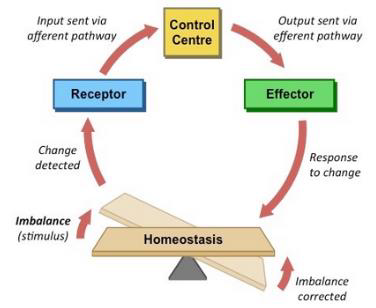 Input sent via
afferent pathway
Control
Centre
Output sent via
efferent pathway
Receptor
Effector
Change
detected
Response
to change
Imbalance
(stimulus)
Homeostasis
Imbalance
corrected